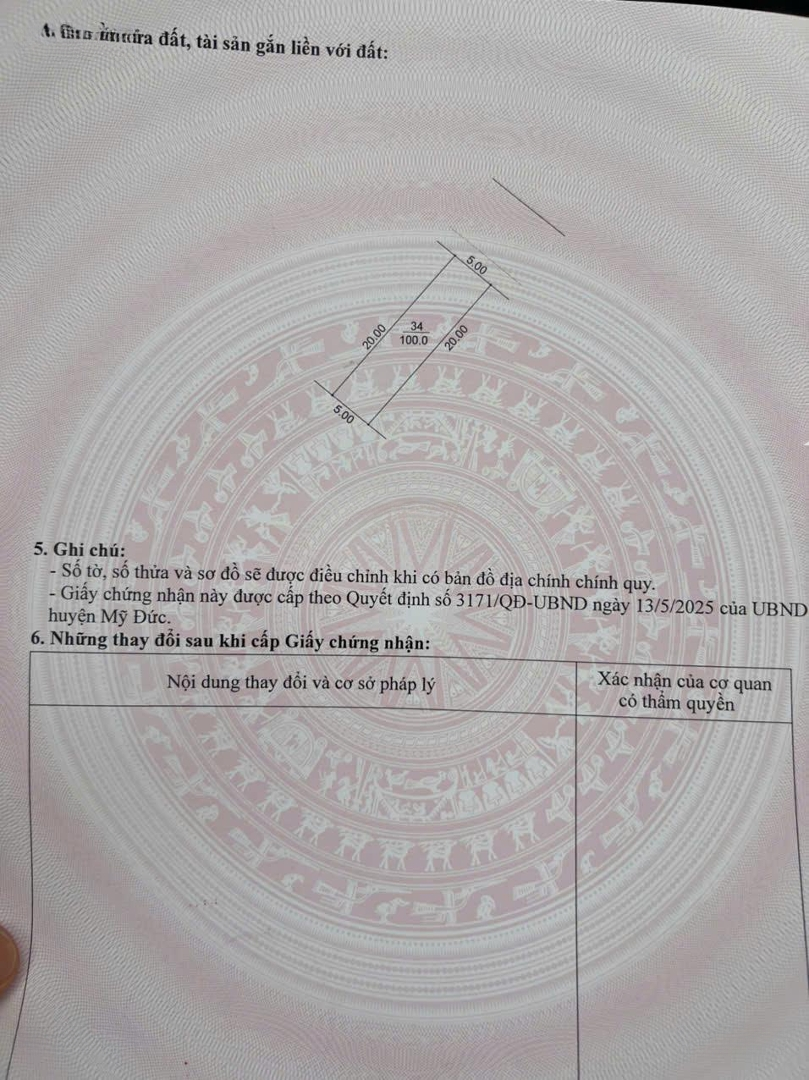 đất, tài sản gắn liền với đất:
5.00
20.00
34
100.0
20.00
5.00
5. Ghi chú:
- Số tờ, số thửa và sơ đồ sẽ được điều chỉnh khi có bản đồ địa chính chính quy.
- Giấy chứng nhận này được cấp theo Quyết định số 3171/QĐ-UBND ngày 13/5/2025 của UBND
huyện Mỹ Đức.
6. Những thay đổi sau khi cấp Giấy chứng nhận:
Nội dung thay đổi và cơ sở pháp lý
Xác nhận của cơ quan
có thẩm quyền